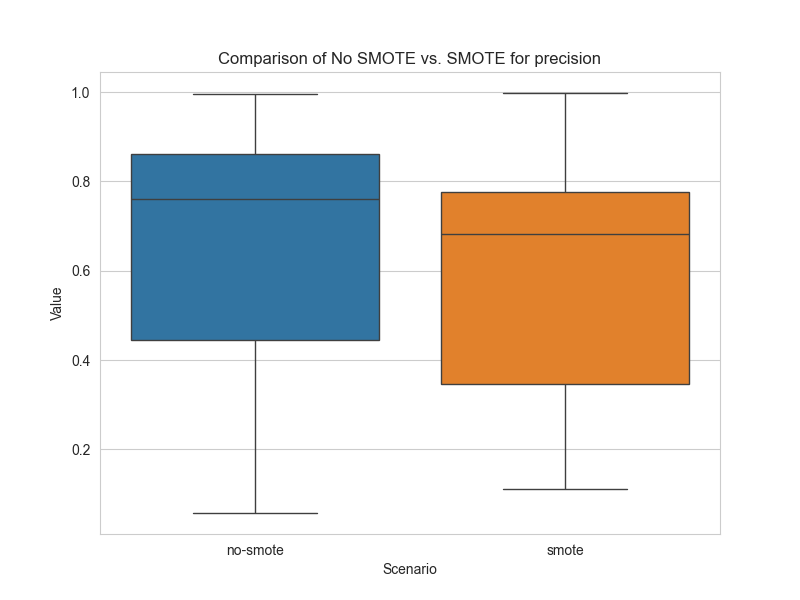 Comparison of No SMOTE vs. SMOTE for precision
1.0
0.8
0.6
0.4
0.2
Value
no-smote smote
Scenario